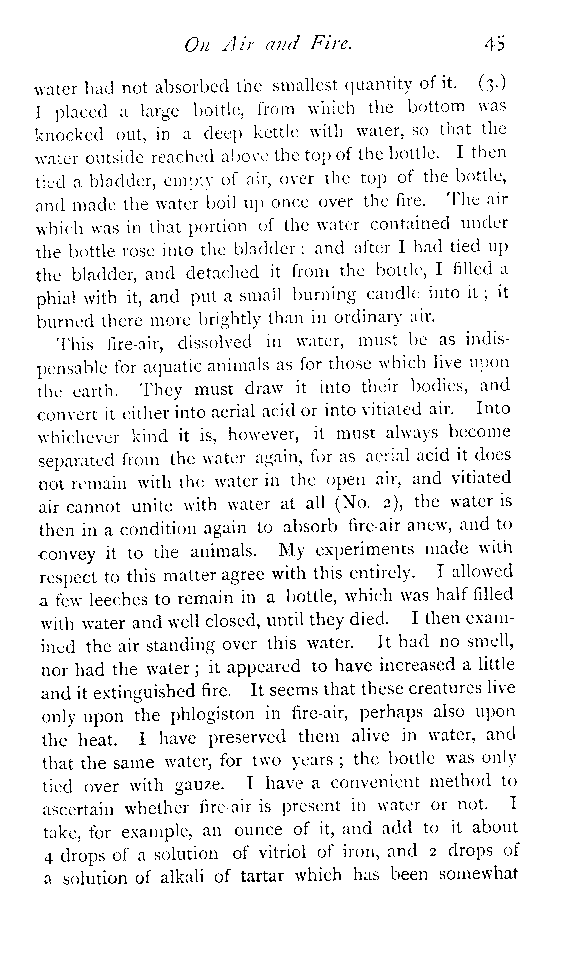 On Air and Fire. 45
water had not absorbed the smallest quantity of it. (3.)
I placed a large bottle, from which the bottom was
knocked out, in a deep kettle with water, so that the
water outside reached above the top of the bottle. I then
tied a bladder, empty of air, over the top of the bottle,
and made the water boil up once over the fire. The air
which was in that portion of the water contained under
the bottle rose into the bladder; and after I had tied up
the bladder, and detached it from the bottle, I filled a
phial with it, and put a small burning candle into it; it
burned there more brightly than in ordinary air.
This fire-air, dissolved in water, must be as indis-
pensable for aquatic animals as for those which live upon
the earth. They must draw it into their bodies, and
convert it either into aerial acid or into vitiated air. Into
whichever kind it is, however, it must always become
separated from the water again, for as aerial acid it does
not remain with the water in the open air, and vitiated
air cannot unite with water at all (No. 2), the water is
then in a condition again to absorb fire-air anew, and to
convey it to the animals. My experiments made with
respect to this matter agree with this entirely. I allowed
a few leeches to remain in a bottle, which was half filled
with water and well closed, until they died. I then exam-
ined the air standing over this water. It had no smell,
nor had the water; it appeared to have increased a little
and it extinguished fire. It seems that these creatures live
only upon the phlogiston in fire-air, perhaps also upon
the heat. I have preserved them alive in water, and
that the same water, for two years; the bottle was only
tied over with gauze. I have a convenient method to
ascertain whether fire-air is present in water or not. I
take, for example, an ounce of it, and add to it about
4 drops of a solution of vitriol of iron, and 2 drops of
a solution of alkali of tartar which has been somewhat